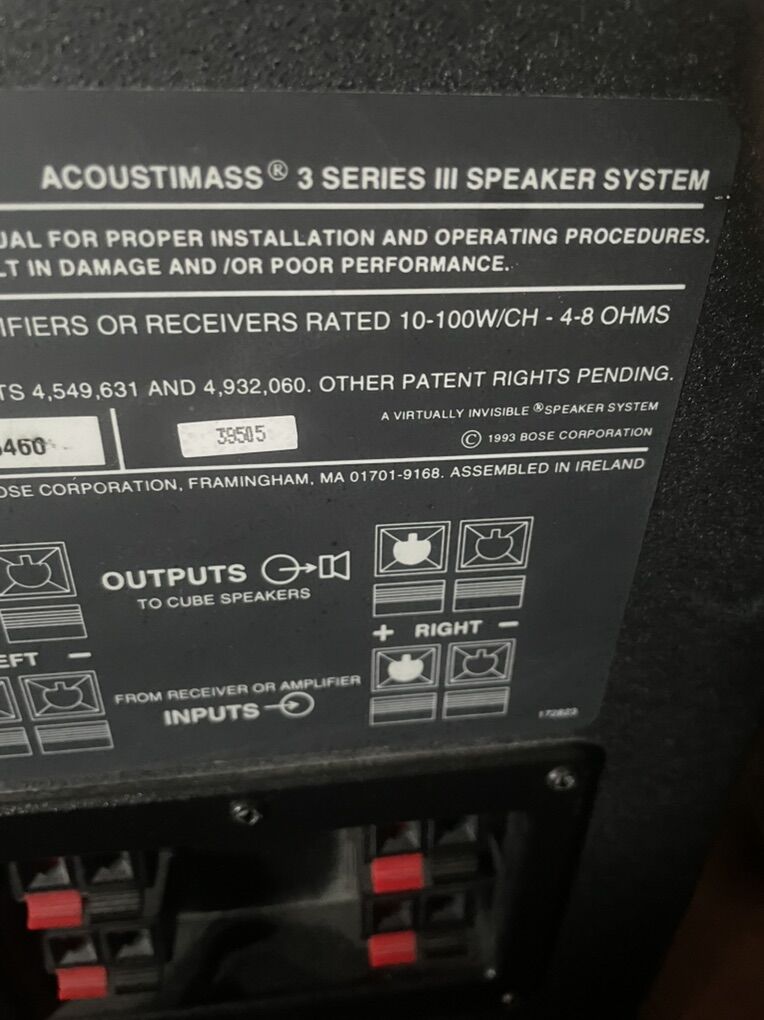 ACOUSTIMASS® 3 SERIES III SPEAKER SYSTEM
UAL FOR PROPER INSTALLATION AND OPERATING PROCEDURES.
LT IN DAMAGE AND /OR POOR PERFORMANCE.
IFIERS OR RECEIVERS RATED 10-100W/CH - 4-8 OHMS
TS 4,549,631 AND 4,932,060. OTHER PATENT RIGHTS PENDING.
460
39505
A VIRTUALLY INVISIBLE ® SPEAKER SYSTEM
© 1993 BOSE CORPORATION
OSE CORPORATION, FRAMINGHAM, MA 01701-9168. ASSEMBLED IN IRELAND
OUTPUTS
TO CUBE SPEAKERS
EFT -
+ RIGHT -
FROM RECEIVER OR AMPLIFIER
INPUTS
172823